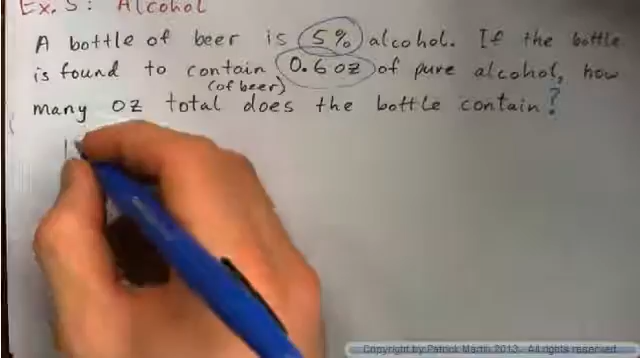 Ex. 5: Alcohol
A bottle of beer is 5% alcohol. If the bottle
is found to contain 0.6 oz of pure alcohol, how
(of beer)
many oz total does the bottle contain?
Copyright by Patrick Martin 2013. All rights reserved.